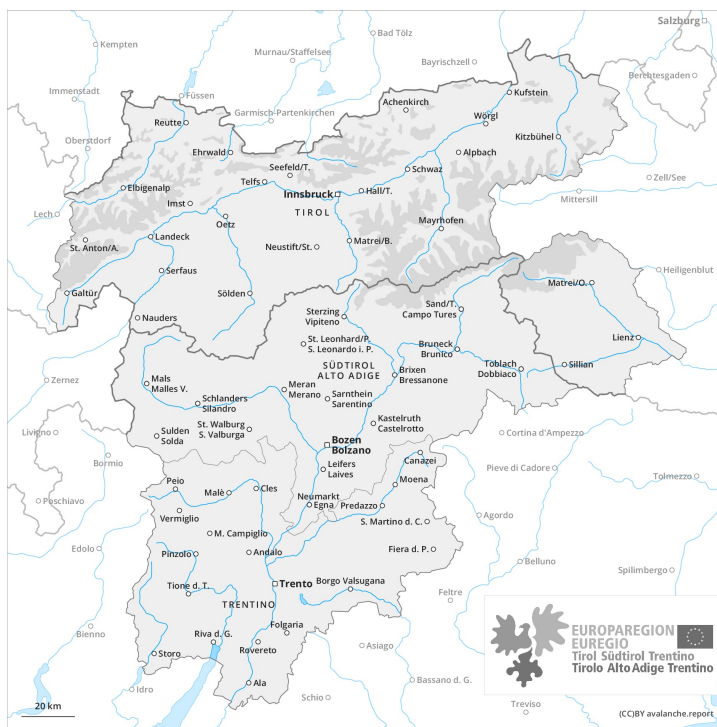 Salzburg
Kempten
Bad Tölz
Murnau/Staffelsee
Bayrischzell
Berchtesgaden
Immenstadt
Füssen
Kufstein
Achenkirch
Garmisch-Partenkirchen
Reutte
Wörgl
Oberstdorf
Kitzbühel
Ehrwald
Alpbach
Seefeld/T.
Schwaz
Zell/See
Telfs
Elbigenalp
Innsbruck
Hall/T.
Mittersill
Imst
TIROL
Lech
Oetz
Mayrhofen
Landeck
St. Anton/A.
Neustift/St.
Matrei/B.
Serfaus
Heiligenblut
Matrei/O.
Galtür
Sölden
Sand/T.
Campo Tures
Nauders
Sterzing
Vipiteno
Lienz
St. Leonhard/P.
S. Leonardo i. P.
Bruneck
Brunico
Toblach
Dobbiaco
Sillian
SÜDTIROL
ALTO ADIGE
Brixen
Bressanone
Zernez
Mals
Malles V.
Meran
Merano
Sarnthein
Sarentino
Schlanders
Silandro
Kastelruth
Castelrotto
St. Walburg
S. Valburga
Sulden
Solda
Livigno
Cortina d'Ampezzo
Bozen
Bolzano
Bormio
Canazei
Leifers
Laives
Pieve di Cadore
Tolmezzo
Moena
Peio
Malè
Cles
Neumarkt
Egna
Predazzo
Poschiavo
Vermiglio
Agordo
S. Martino d. C.
M. Campiglio
Edolo
Pinzolo
Andalo
Fiera d. P.
Belluno
Spilimbergo
Tione d. T.
Trento
Borgo Valsugana
Feltre
TRENTINO
Folgaria
Bienno
Riva d. G.
Rovereto
Asiago
Storo
Ala
Idro
Schio
Bassano d. G.
Treviso
EUROPAREGION
EUREGIO
Tirol Südtirol Trentino
Tirolo Alto Adige Trentino
20 km
(CC)BY avalanche.report